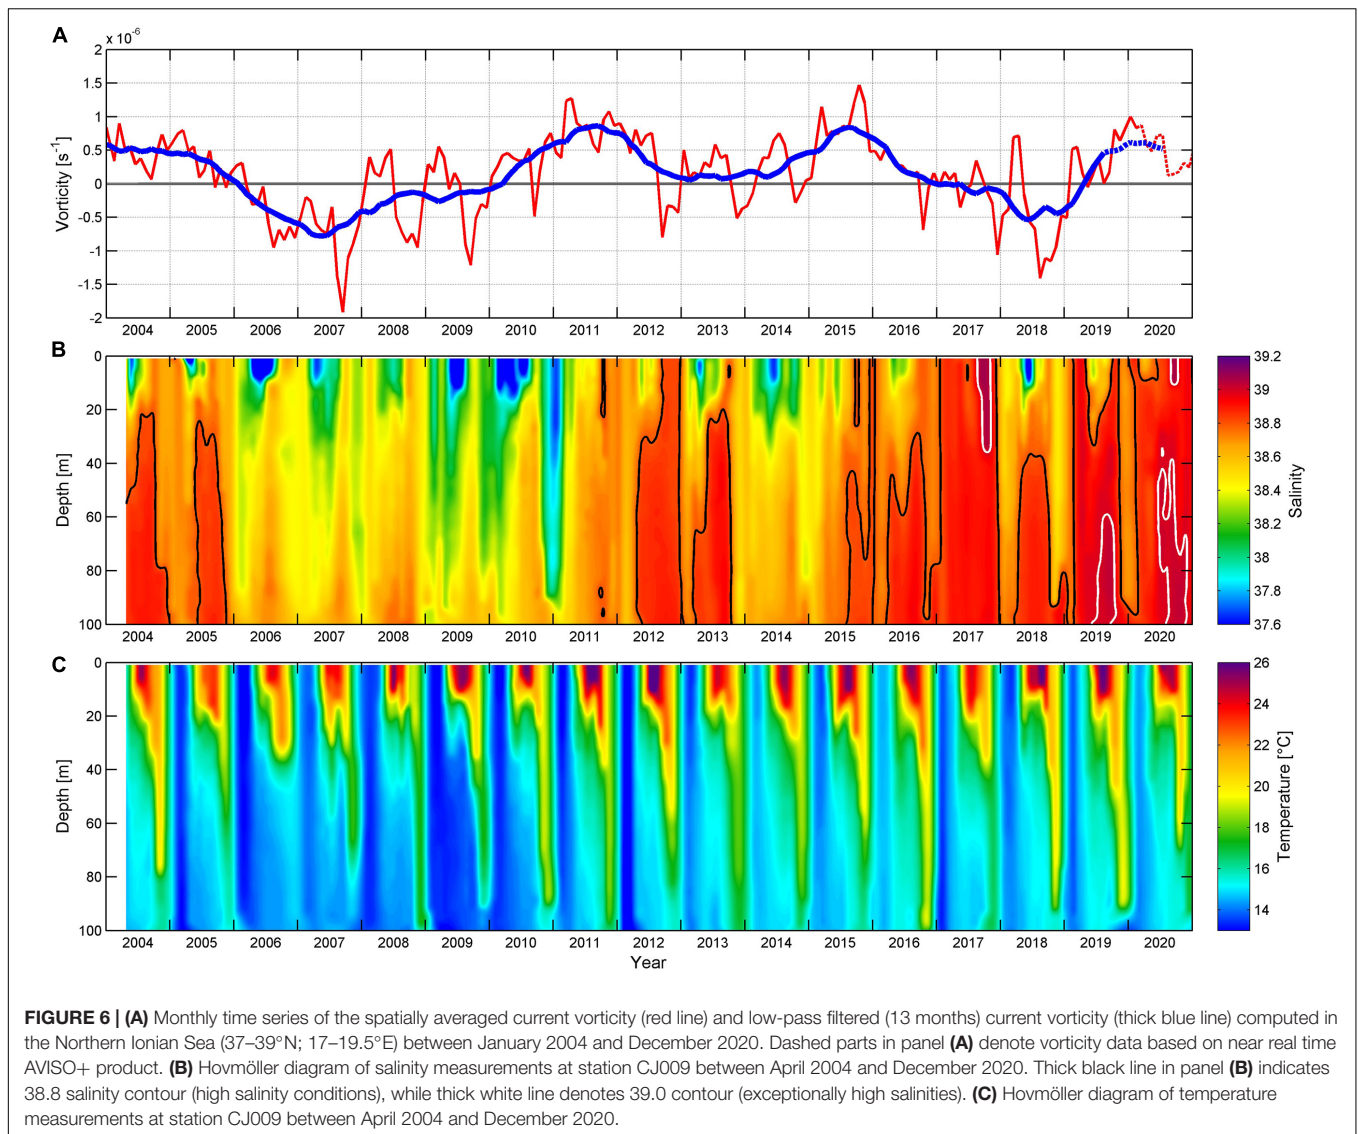 A
x 10⁻⁶
2
1.5
1
0.5
0
-0.5
-1
-1.5
-2
Vorticity [s⁻¹]
2004 2005 2006 2007 2008 2009 2010 2011 2012 2013 2014 2015 2016 2017 2018 2019 2020
B
0
20
40
60
80
100
Depth [m]
2004 2005 2006 2007 2008 2009 2010 2011 2012 2013 2014 2015 2016 2017 2018 2019 2020
39.2
39
38.8
38.6
38.4
38.2
38
37.8
37.6
Salinity
C
0
20
40
60
80
100
Depth [m]
2004 2005 2006 2007 2008 2009 2010 2011 2012 2013 2014 2015 2016 2017 2018 2019 2020
Year
26
24
22
20
18
16
14
Temperature [°C]
FIGURE 6 | (A) Monthly time series of the spatially averaged current vorticity (red line) and low-pass filtered (13 months) current vorticity (thick blue line) computed in
the Northern Ionian Sea (37–39°N; 17–19.5°E) between January 2004 and December 2020. Dashed parts in panel (A) denote vorticity data based on near real time
AVISO+ product. (B) Hovmöller diagram of salinity measurements at station CJ009 between April 2004 and December 2020. Thick black line in panel (B) indicates
38.8 salinity contour (high salinity conditions), while thick white line denotes 39.0 contour (exceptionally high salinities). (C) Hovmöller diagram of temperature
measurements at station CJ009 between April 2004 and December 2020.